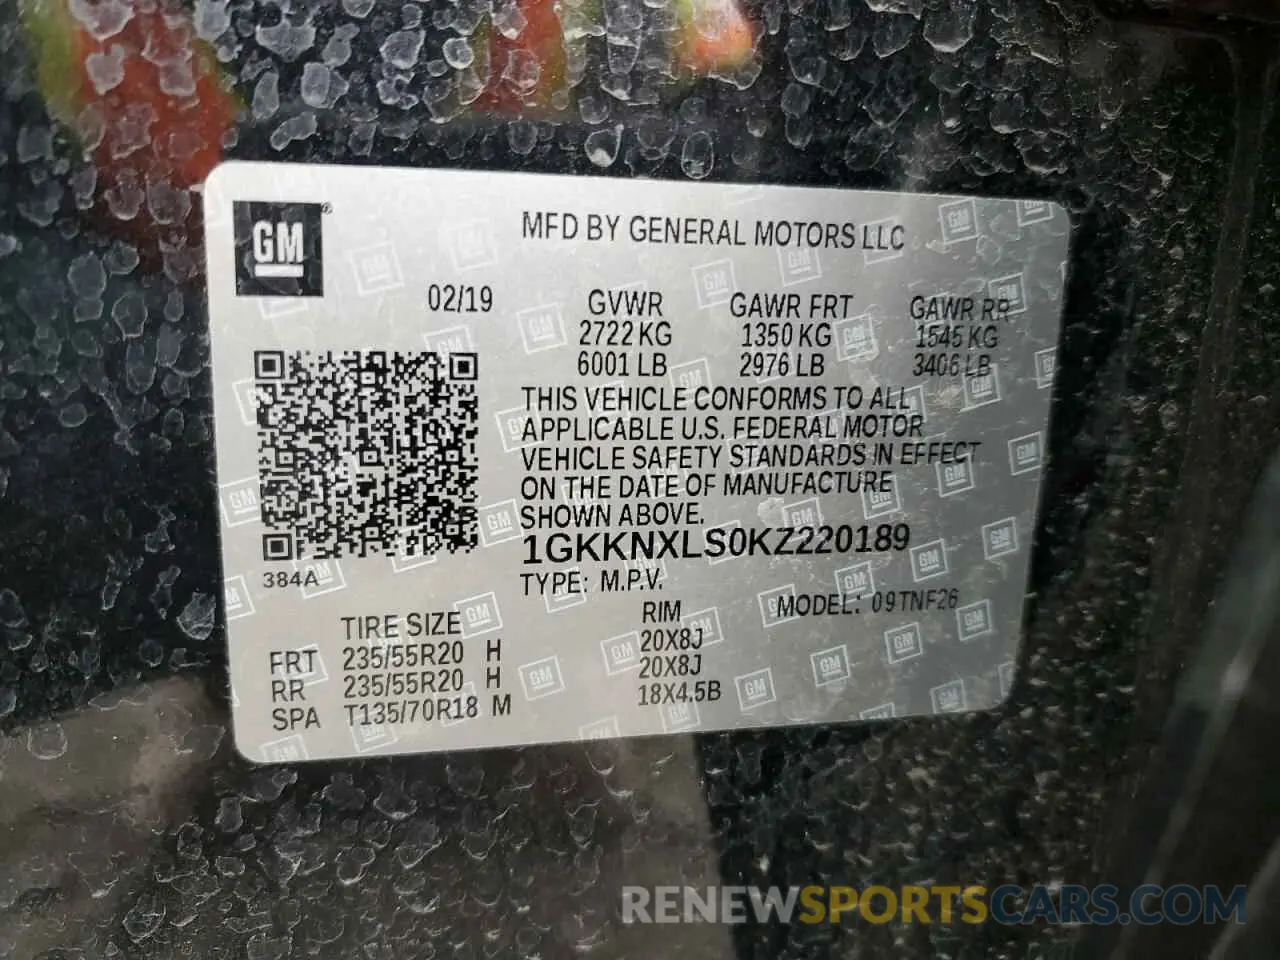 GM®
MFD BY GENERAL MOTORS LLC
02/19
GVWR GAWR FRT GAWR RR
2722 KG 1350 KG 1545 KG
6001 LB 2976 LB 3406 LB
THIS VEHICLE CONFORMS TO ALL
APPLICABLE U.S. FEDERAL MOTOR
VEHICLE SAFETY STANDARDS IN EFFECT
ON THE DATE OF MANUFACTURE
SHOWN ABOVE.
1GKKNXLS0KZ220189
384A
TYPE: M.P.V.
MODEL: 09TNF26
TIRE SIZE RIM
FRT 235/55R20 H 20X8J
RR 235/55R20 H 20X8J
SPA T135/70R18 M 18X4.5B
RENEWSPORTSCARS.COM